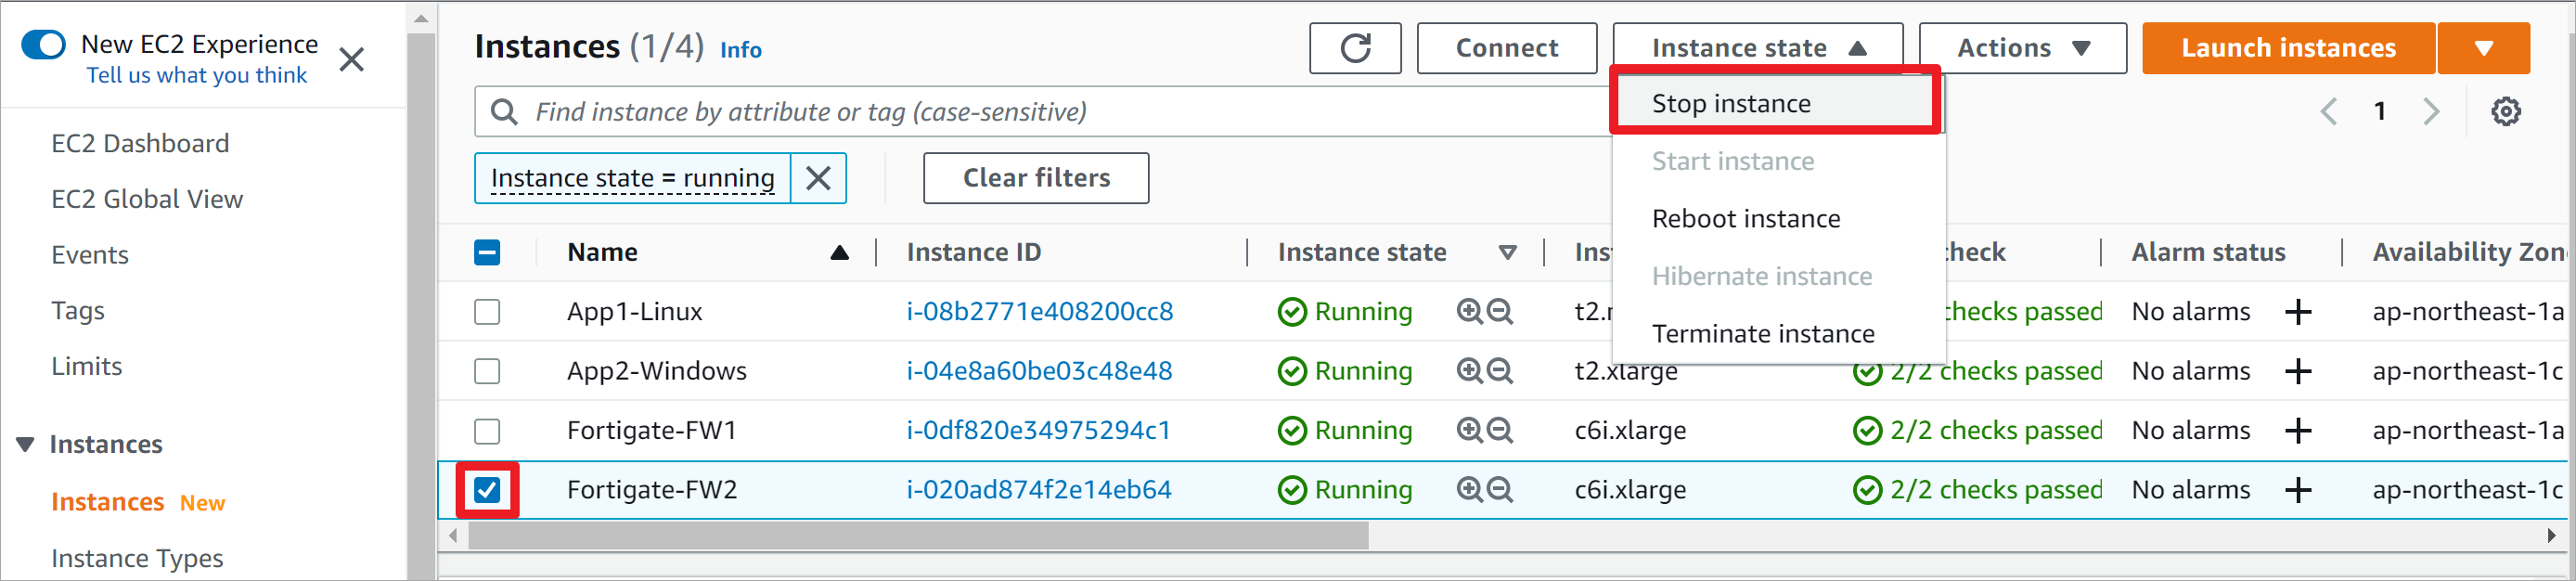 New EC2 Experience
Tell us what you think
EC2 Dashboard
EC2 Global View
Events
Tags
Limits
Instances
Instances New
Instance Types
Instances (1/4) Info
Connect
Instance state
Actions
Launch instances
Find instance by attribute or tag (case-sensitive)
1
Instance state = running
Clear filters
Stop instance
Start instance
Reboot instance
Hibernate instance
Terminate instance
Name Instance ID Instance state Alarm status Availability
App1-Linux i-08b2771e408200cc8 Running checks passed No alarms ap-northeast-1a
App2-Windows i-04e8a60be03c48e48 Running t2.xlarge 2/2 checks passed No alarms ap-northeast-1c
Fortigate-FW1 i-0df820e34975294c1 Running c6i.xlarge 2/2 checks passed No alarms ap-northeast-1a
Fortigate-FW2 i-020ad874f2e14eb64 Running c6i.xlarge 2/2 checks passed No alarms ap-northeast-1c